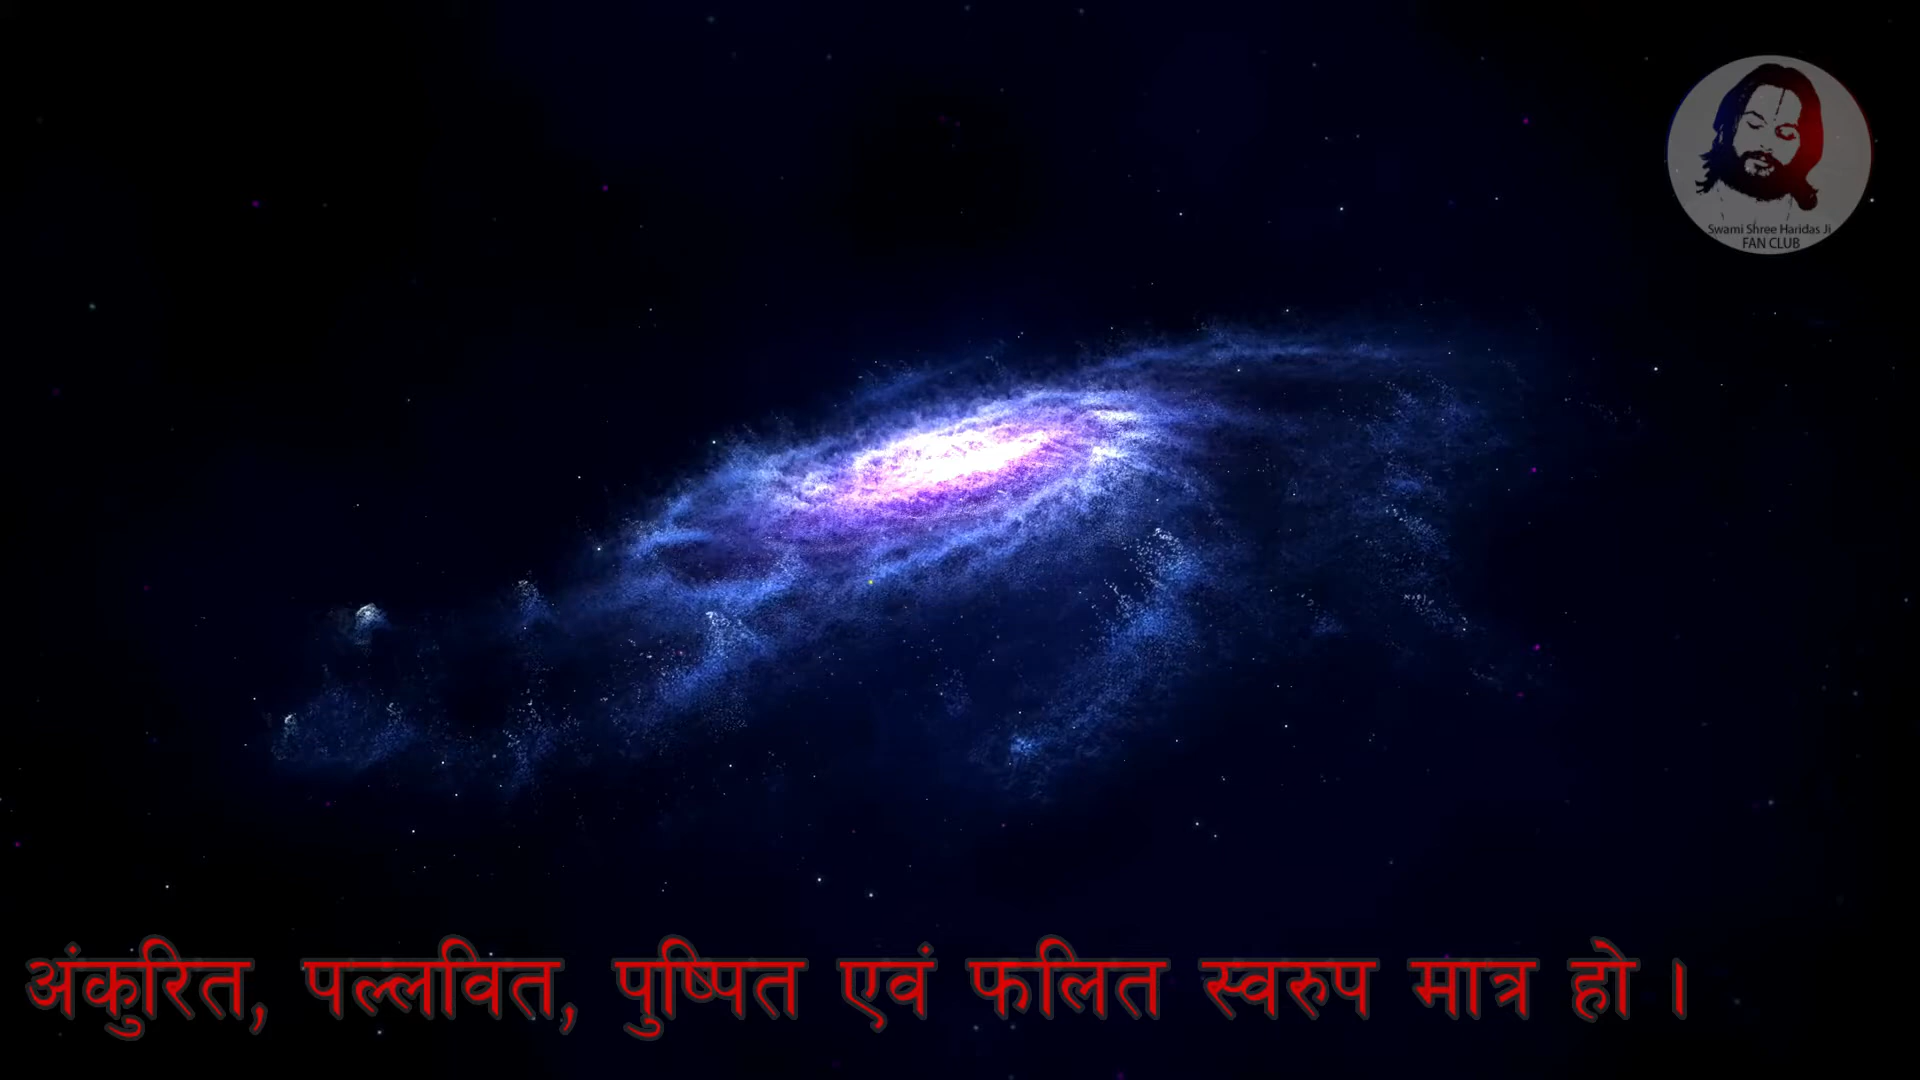 Swami Shree Haridas Ji
FAN CLUB
अंकुरित, पल्लवित, पुष्पित एवं फलित स्वरुप मात्र हो ।